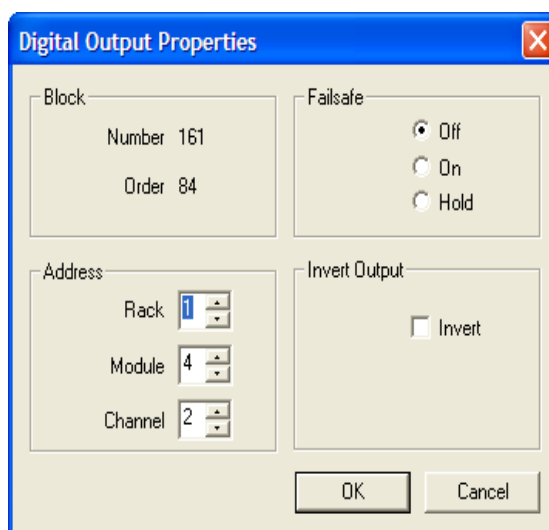 Digital Output Properties
Block
Number 161
Order 84
Failsafe
Off
On
Hold
Address
Rack 1
Module 4
Channel 2
Invert Output
Invert
OK
Cancel